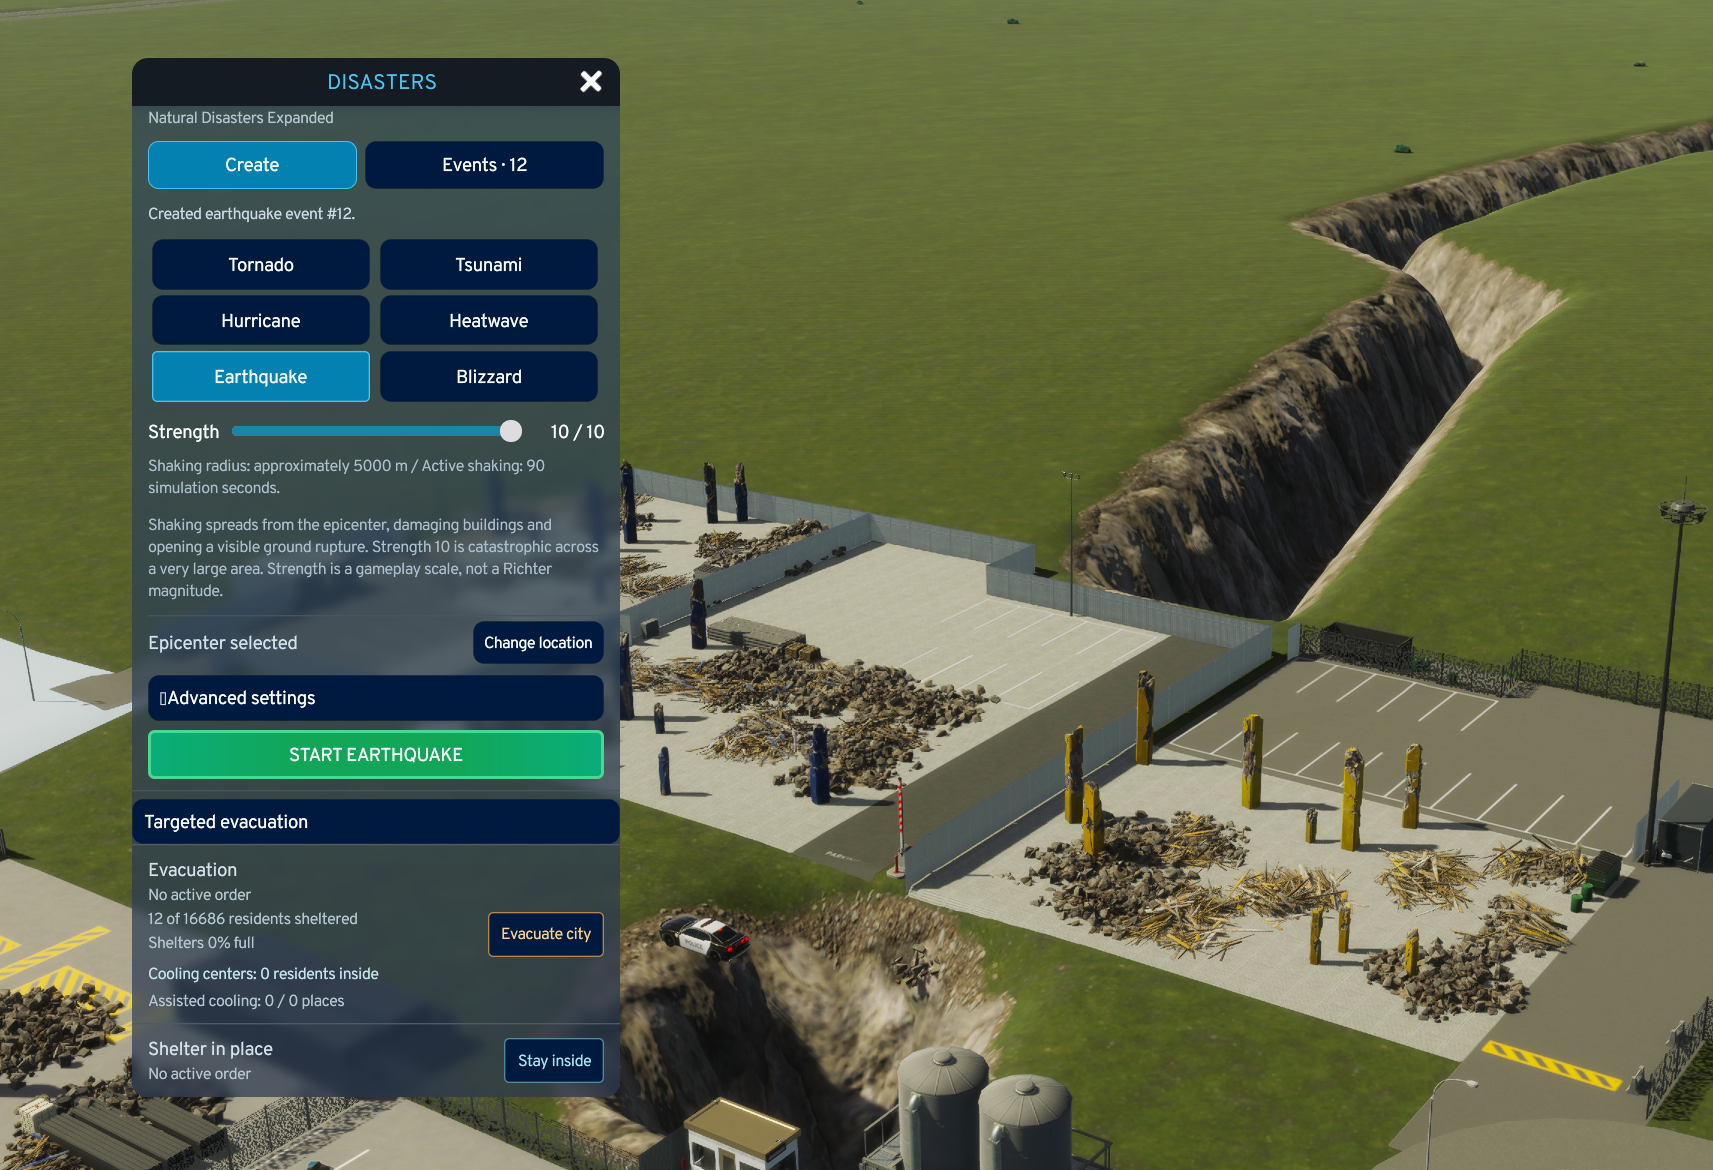 DISASTERS
Natural Disasters Expanded
Create
Events · 12
Created earthquake event #12.
Tornado
Tsunami
Hurricane
Heatwave
Earthquake
Blizzard
Strength
10 / 10
Shaking radius: approximately 5000 m / Active shaking: 90
simulation seconds.
Shaking spreads from the epicenter, damaging buildings and
opening a visible ground rupture. Strength 10 is catastrophic across
a very large area. Strength is a gameplay scale, not a Richter
magnitude.
Epicenter selected
Change location
Advanced settings
START EARTHQUAKE
Targeted evacuation
Evacuation
No active order
12 of 16686 residents sheltered
Shelters 0% full
Evacuate city
Cooling centers: 0 residents inside
Assisted cooling: 0 / 0 places
Shelter in place
No active order
Stay inside
POLICE